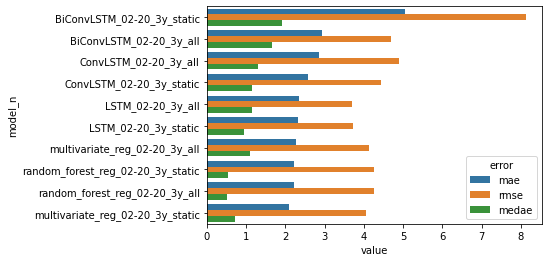 model_n
BiConvLSTM_02-20_3y_static
BiConvLSTM_02-20_3y_all
ConvLSTM_02-20_3y_all
ConvLSTM_02-20_3y_static
LSTM_02-20_3y_all
LSTM_02-20_3y_static
multivariate_reg_02-20_3y_all
random_forest_reg_02-20_3y_static
random_forest_reg_02-20_3y_all
multivariate_reg_02-20_3y_static
error
mae
rmse
medae
0 1 2 3 4 5 6 7 8
value